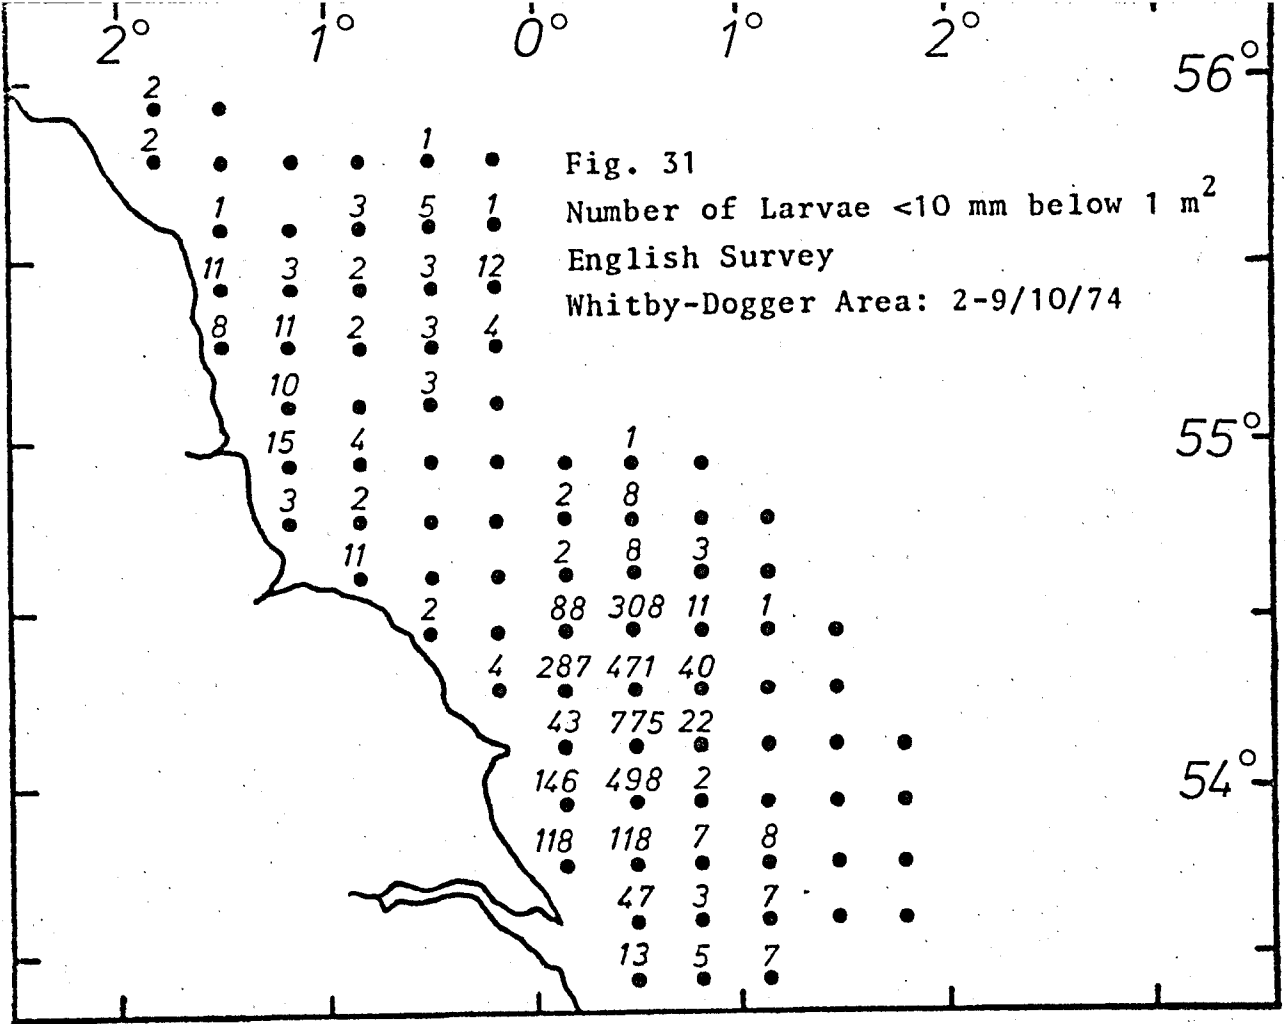 2° 1° 0° 1° 2°
56°
2
2 1
Fig. 31
1 3 5 1
Number of Larvae <10 mm below 1 m²
English Survey
11 3 2 3 12
Whitby-Dogger Area: 2-9/10/74
8 11 2 3 4
10 3
15 4 1
55°
3 2 2 8
11 2 8 3
2 88 308 11 1
4 287 471 40
43 775 22
146 498 2
54°
118 118 7 8
47 3 7
13 5 7